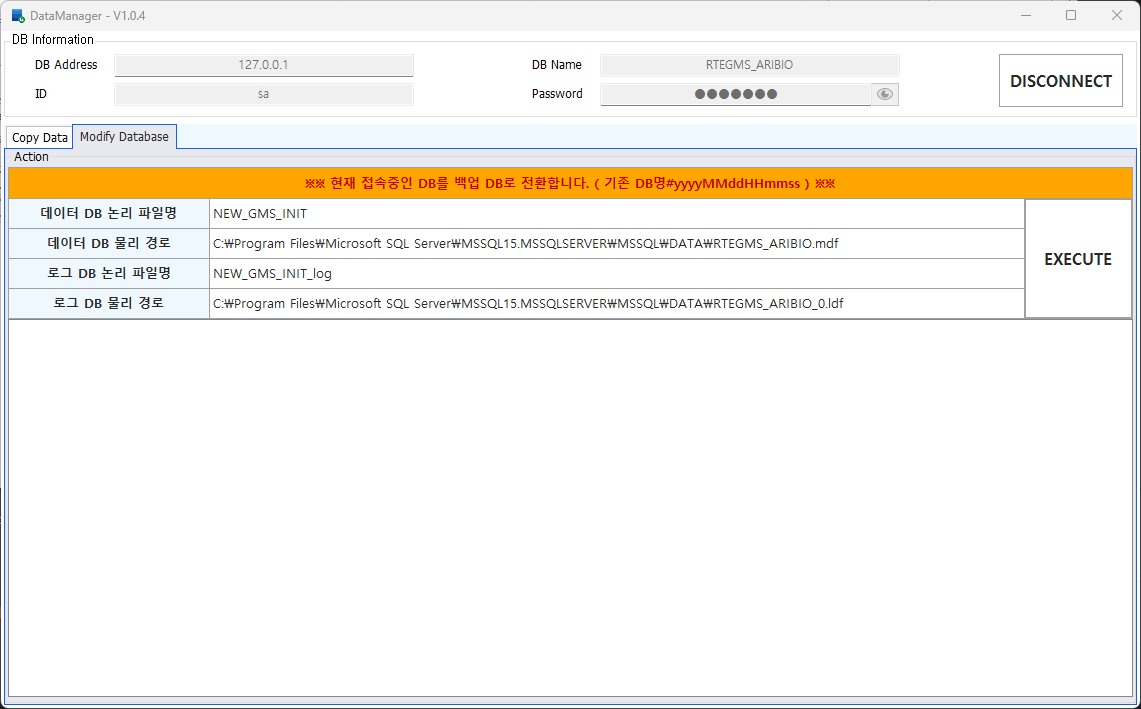 DataManager - V1.0.4
DB Information
DB Address 127.0.0.1 DB Name RTEGMS_ARIBIO DISCONNECT
ID sa Password ●●●●●●●
Copy Data Modify Database
Action
※※ 현재 접속중인 DB를 백업 DB로 전환합니다. ( 기존 DB명#yyyyMMddHHmmss ) ※※
데이터 DB 논리 파일명 NEW_GMS_INIT
데이터 DB 물리 경로 C:₩Program Files₩Microsoft SQL Server₩MSSQL15.MSSQLSERVER₩MSSQL₩DATA₩RTEGMS_ARIBIO.mdf
EXECUTE
로그 DB 논리 파일명 NEW_GMS_INIT_log
로그 DB 물리 경로 C:₩Program Files₩Microsoft SQL Server₩MSSQL15.MSSQLSERVER₩MSSQL₩DATA₩RTEGMS_ARIBIO_0.ldf